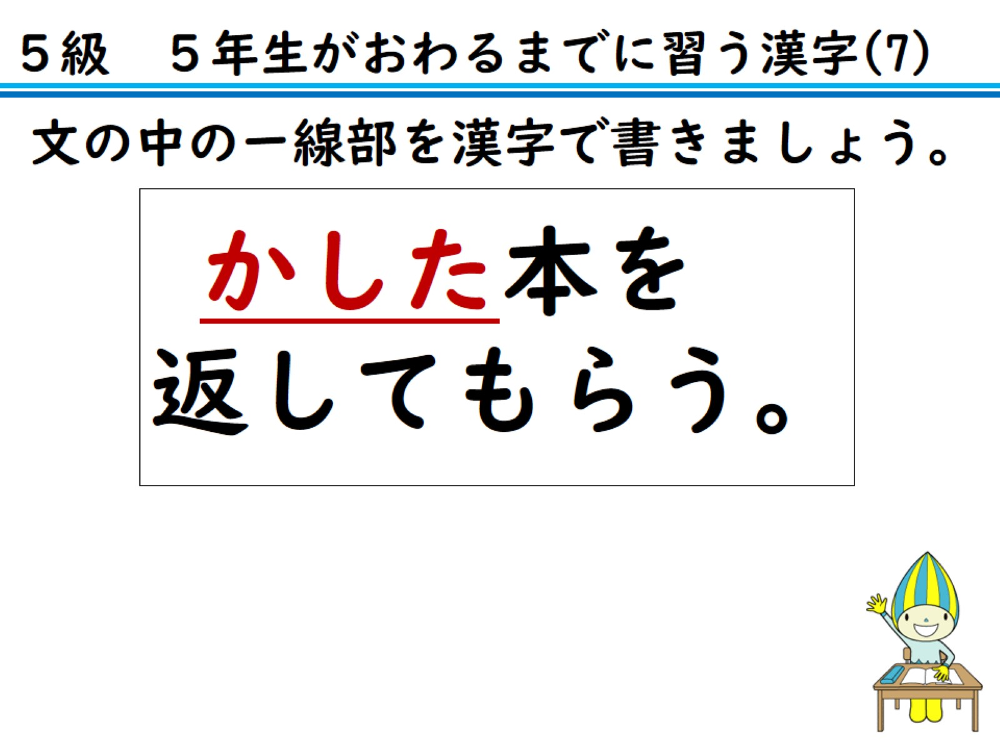 ５級　５年生がおわるまでに習う漢字(7)
文の中の一線部を漢字で書きましょう。
かした本を
返してもらう。